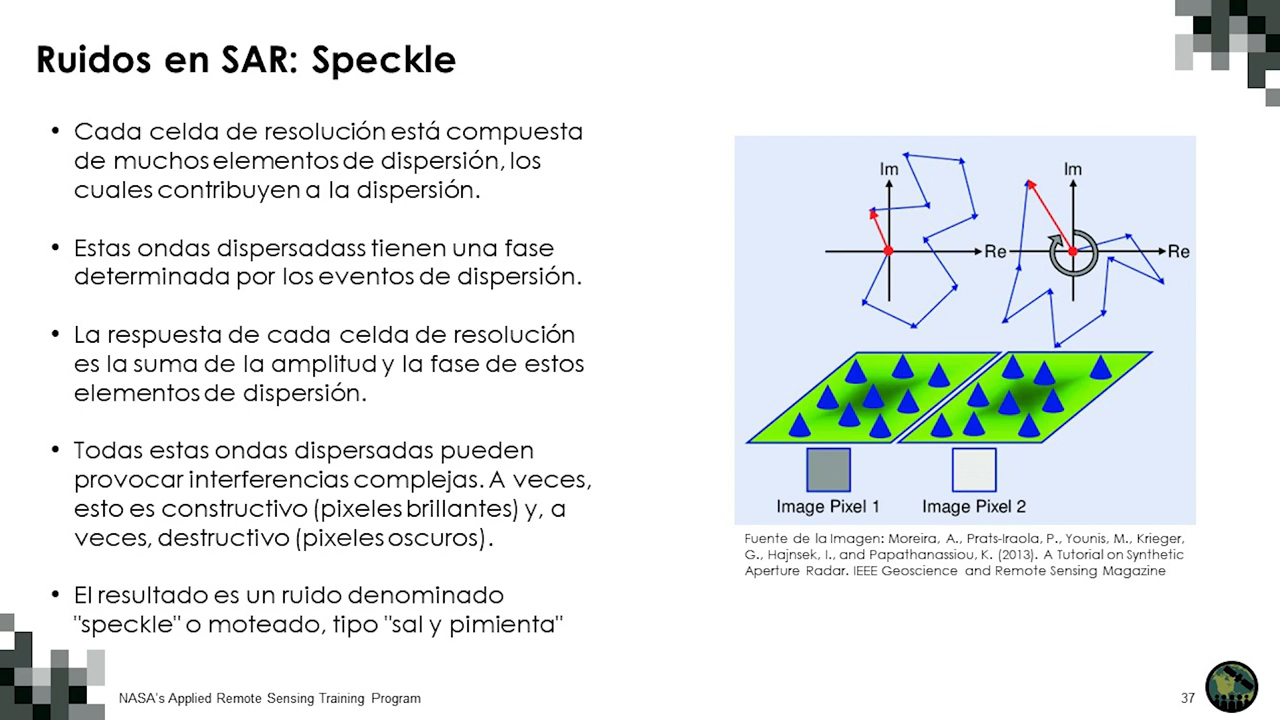 Ruidos en SAR: Speckle
• Cada celda de resolución está compuesta
de muchos elementos de dispersión, los
cuales contribuyen a la dispersión.
• Estas ondas dispersadass tienen una fase
determinada por los eventos de dispersión.
• La respuesta de cada celda de resolución
es la suma de la amplitud y la fase de estos
elementos de dispersión.
• Todas estas ondas dispersadas pueden
provocar interferencias complejas. A veces,
esto es constructivo (pixeles brillantes) y, a
veces, destructivo (pixeles oscuros).
• El resultado es un ruido denominado
"speckle" o moteado, tipo "sal y pimienta"
Im
Re
Im
Re
Image Pixel 1
Image Pixel 2
Fuente de la Imagen: Moreira, A., Prats-Iraola, P., Younis, M., Krieger,
G., Hajnsek, I., and Papathanassiou, K. (2013). A Tutorial on Synthetic
Aperture Radar. IEEE Geoscience and Remote Sensing Magazine
NASA's Applied Remote Sensing Training Program
37